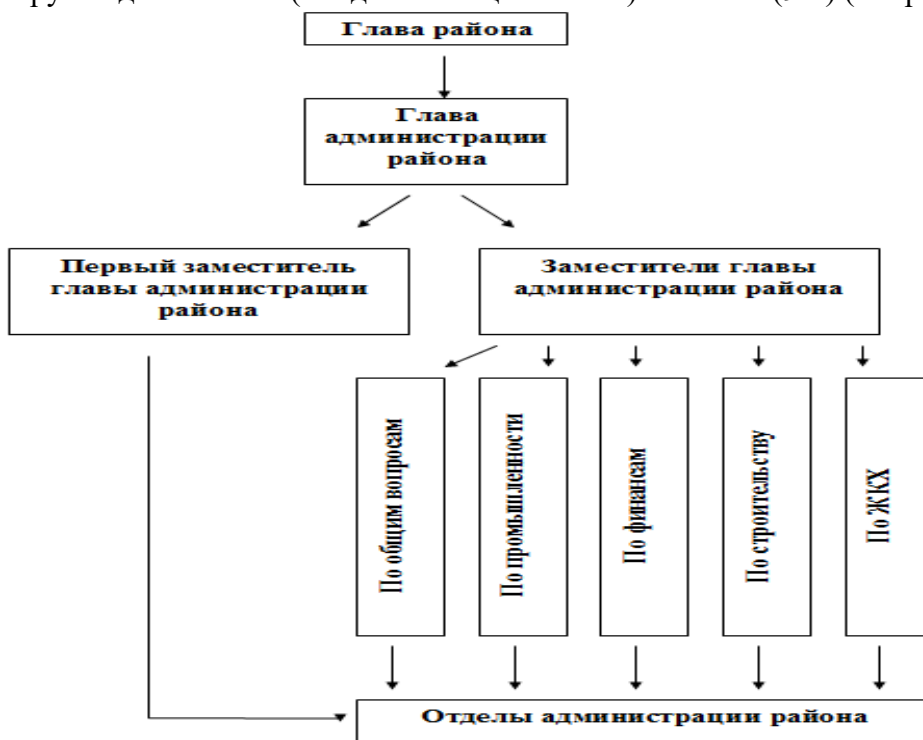 Глава района
Глава
администрации
района
Первый заместитель
главы администрации
района
Заместители главы
администрации района
По общим вопросам
По промышленности
По финансам
По строительству
По ЖКХ
Отделы администрации района